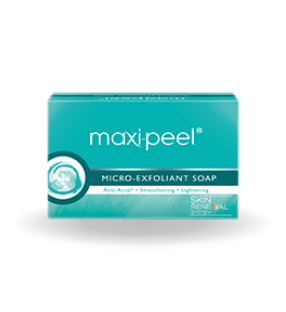 maxi-peel®
MICRO-EXFOLIANT SOAP
Anti-Acne* • Smoothening • Lightening
SKIN
RENEWAL